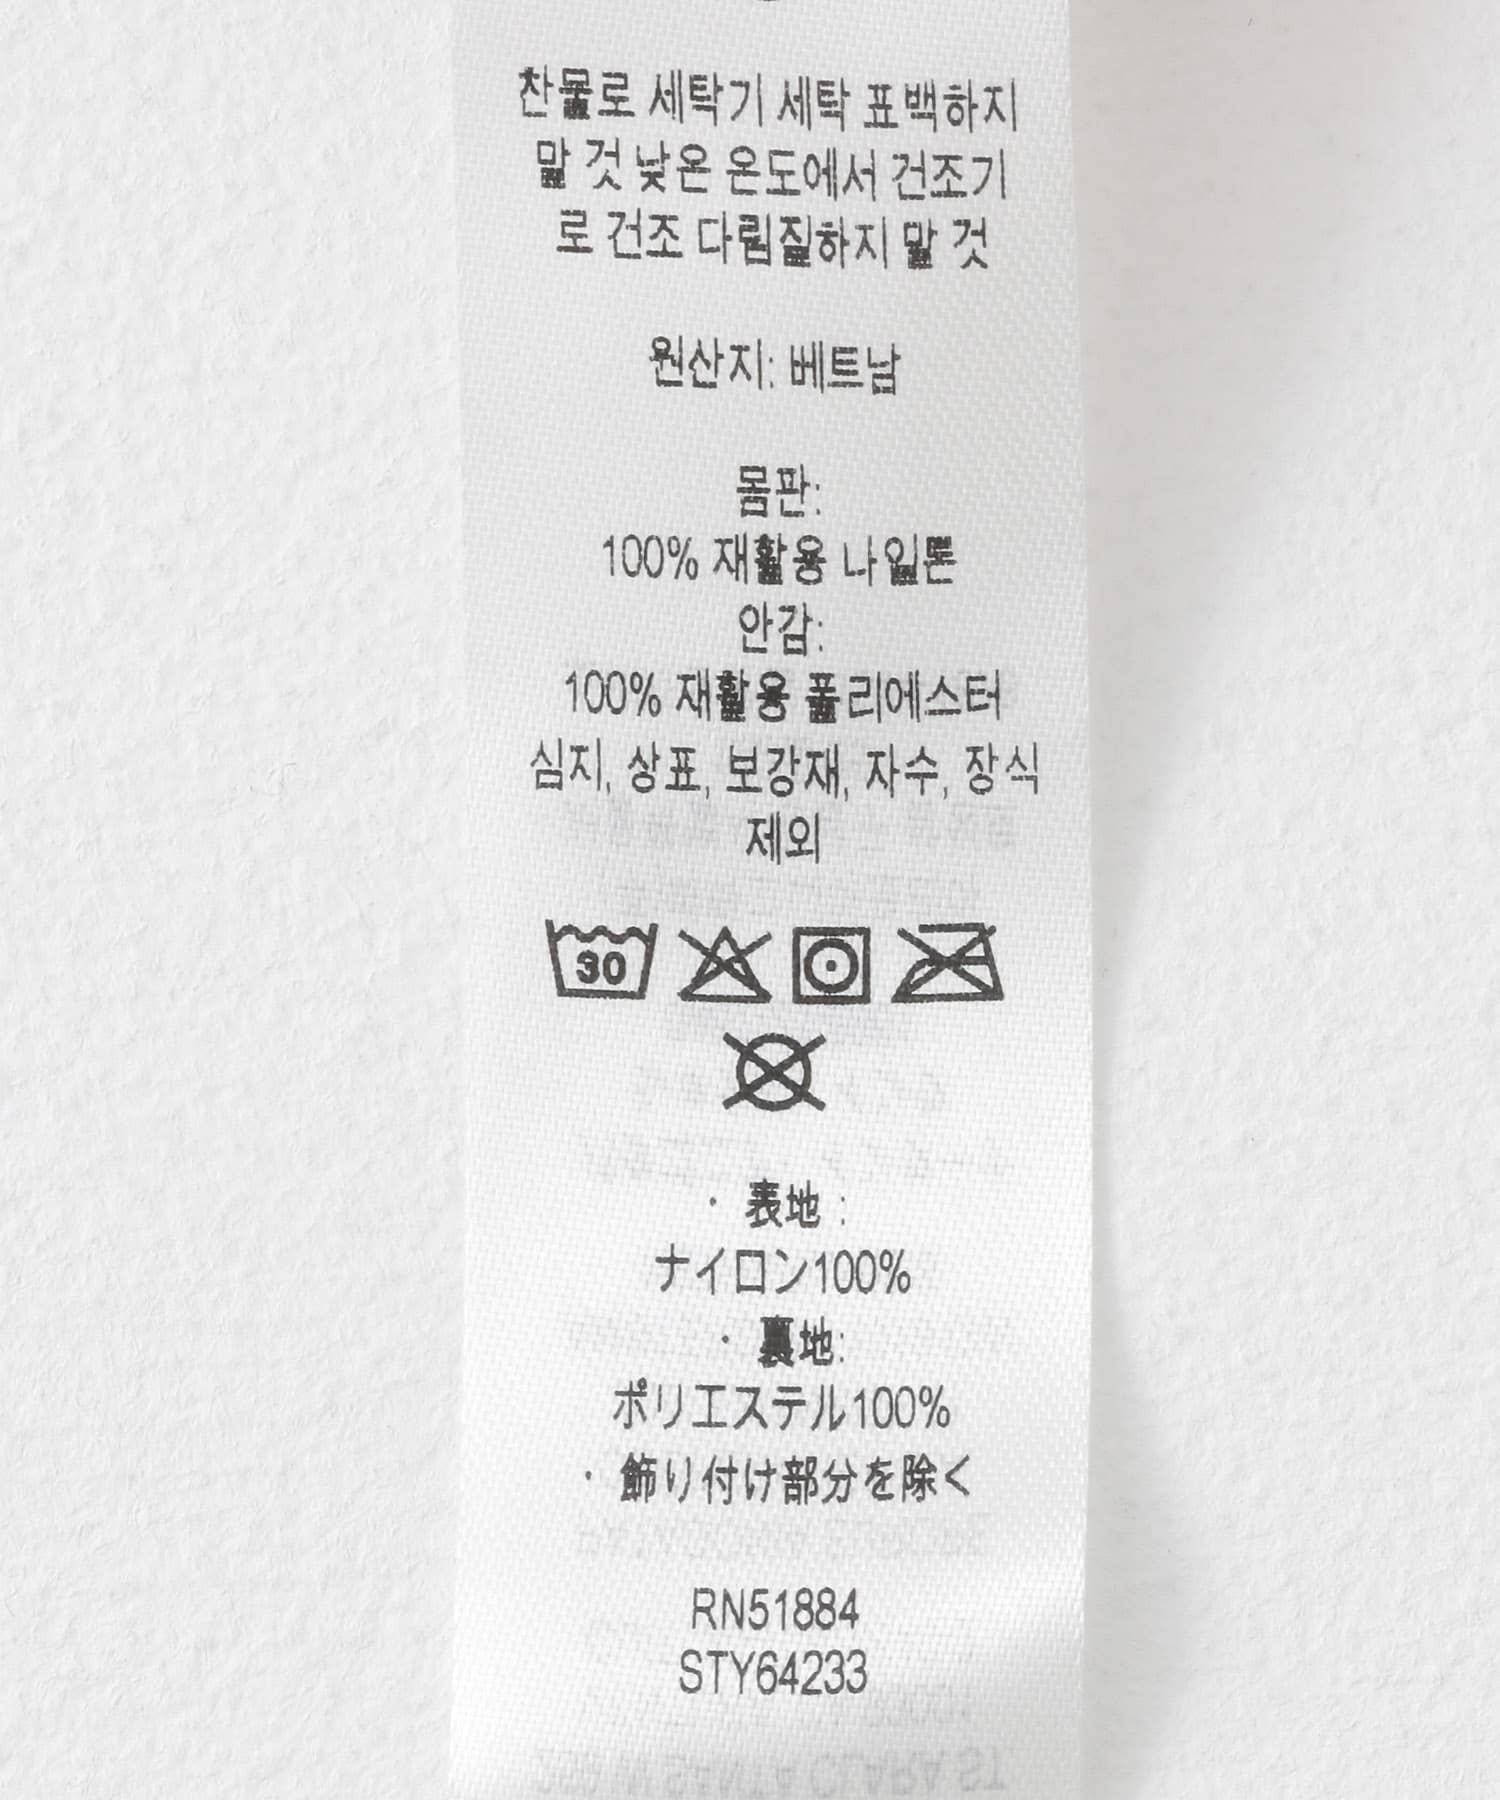 찬물로 세탁기 세탁 표백하지
말 것 낮은 온도에서 건조기
로 건조 다림질하지 말 것
원산지: 베트남
몸판:
100% 재활용 나일론
안감:
100% 재활용 폴리에스터
심지, 상표, 보강재, 자수, 장식
제외
30
・ 表地 :
ナイロン100%
・ 裏地:
ポリエステル100%
・ 飾り付け部分を除く
RN51884
STY64233